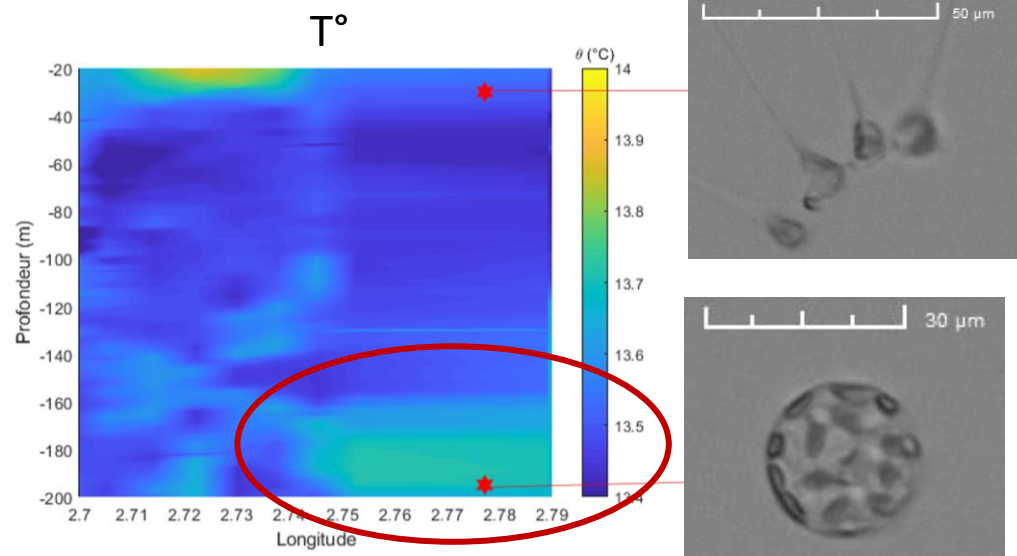 T°
θ (°C)
-20
-40
-60
-80
-100
-120
-140
-160
-180
-200
Profondeur (m)
2.7 2.71 2.72 2.73 2.74 2.75 2.76 2.77 2.78 2.79
Longitude
14
13.9
13.8
13.7
13.6
13.5
13.4
50 µm
30 µm